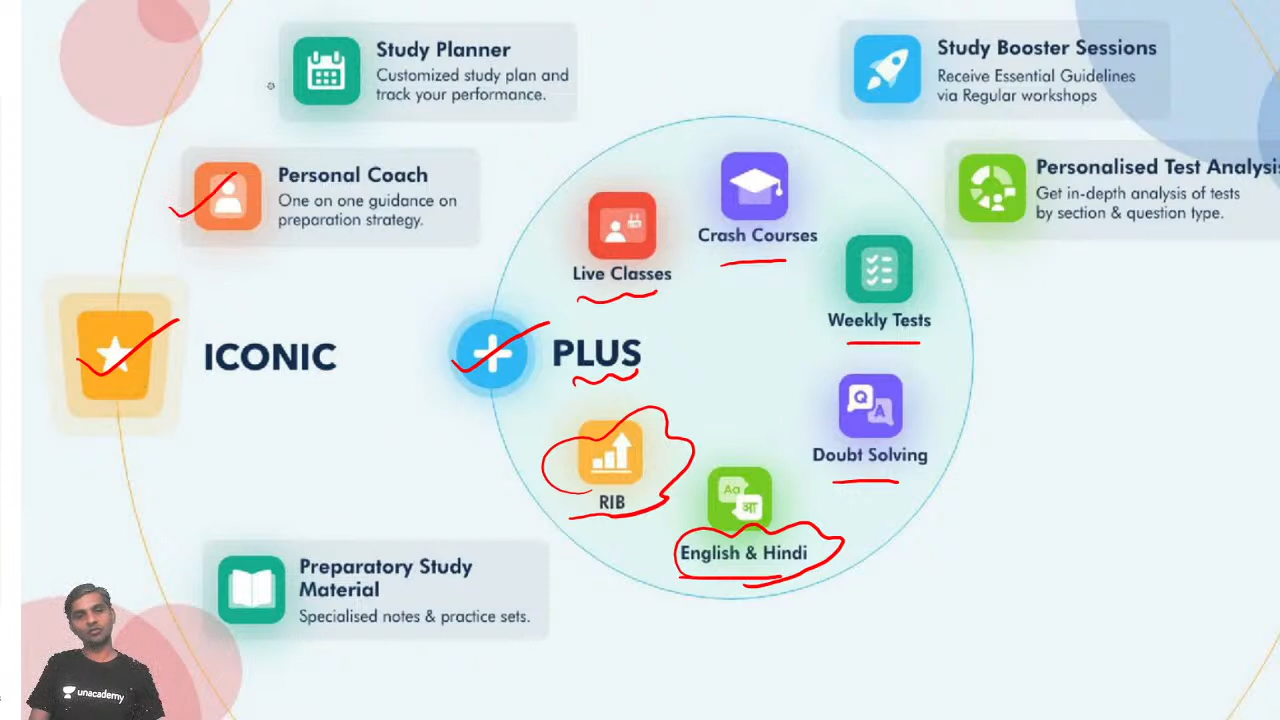 Study Planner
Customized study plan and
track your performance.
Study Booster Sessions
Receive Essential Guidelines
via Regular workshops
Personal Coach
One on one guidance on
preparation strategy.
Personalised Test Analysis
Get in-depth analysis of tests
by section & question type.
Crash Courses
Live Classes
Weekly Tests
ICONIC
PLUS
Q
A
Doubt Solving
RIB
Aa
आ
English & Hindi
Preparatory Study
Material
Specialised notes & practice sets.
unacademy